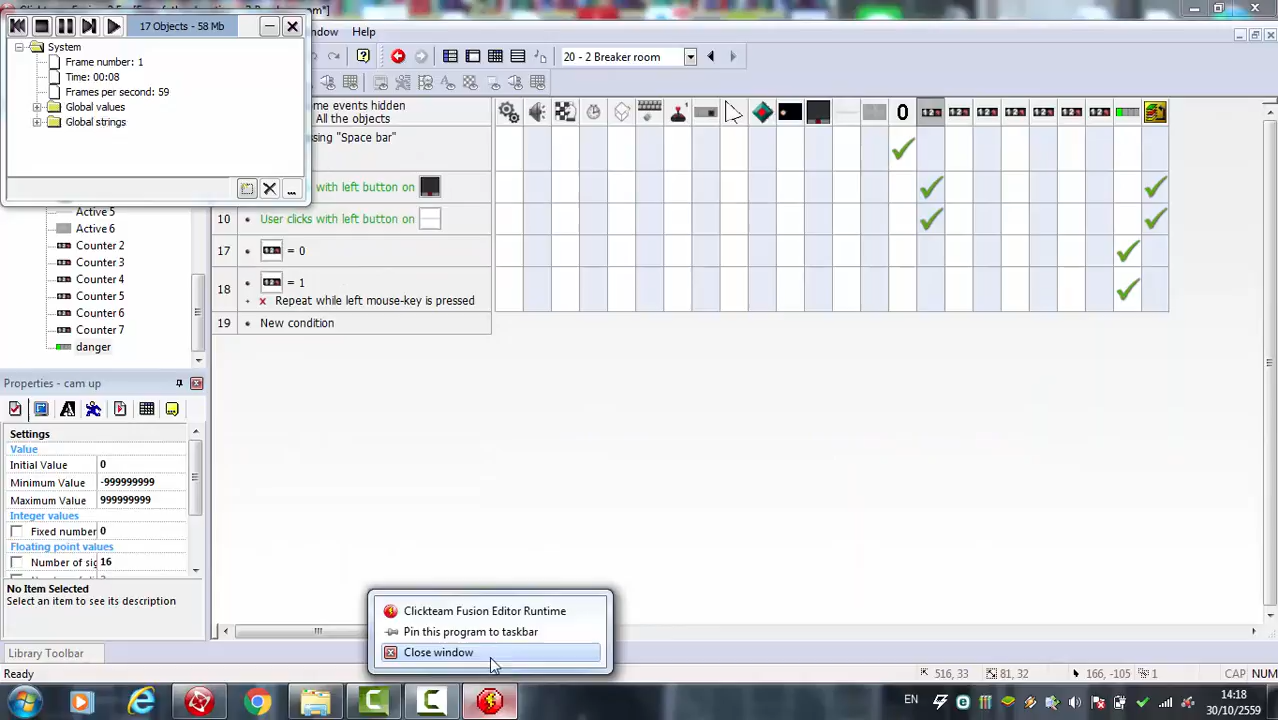 17 Objects - 58 Mb
System
Frame number: 1
Time: 00:08
Frames per second: 59
Global values
Global strings
...
Help
20 - 2 Breaker room
me events hidden
All the objects
using "Space bar"
0
with left button on
10 User clicks with left button on
17 = 0
18 = 1
Repeat while left mouse-key is pressed
19 New condition
Active 5
Active 6
Counter 2
Counter 3
Counter 4
Counter 5
Counter 6
Counter 7
danger
Properties - cam up
Settings
Value
Initial Value 0
Minimum Value -999999999
Maximum Value 999999999
Integer values
Fixed number 0
Floating point values
Number of sig 16
No Item Selected
Select an item to see its description
Library Toolbar
Clickteam Fusion Editor Runtime
Pin this program to taskbar
Close window
Ready
516, 33
81, 32
166, -105
1
CAP NUM
EN
14:18
30/10/2559